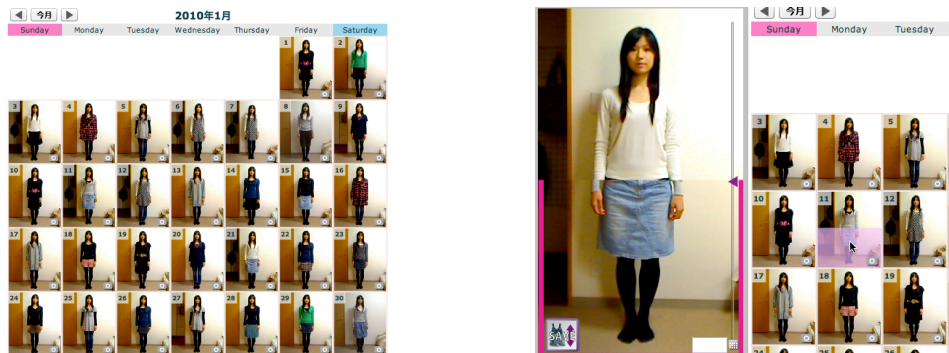 今月
2010年1月
Sunday Monday Tuesday Wednesday Thursday Friday Saturday
1 2
3 4 5 6 7 8 9
10 11 12 13 14 15 16
17 18 19 20 21 22 23
24 25 26 27 28 29 30
SAVE
今月
Sunday Monday Tuesday
3 4 5
10 11 12
17 18 19
24 25 26